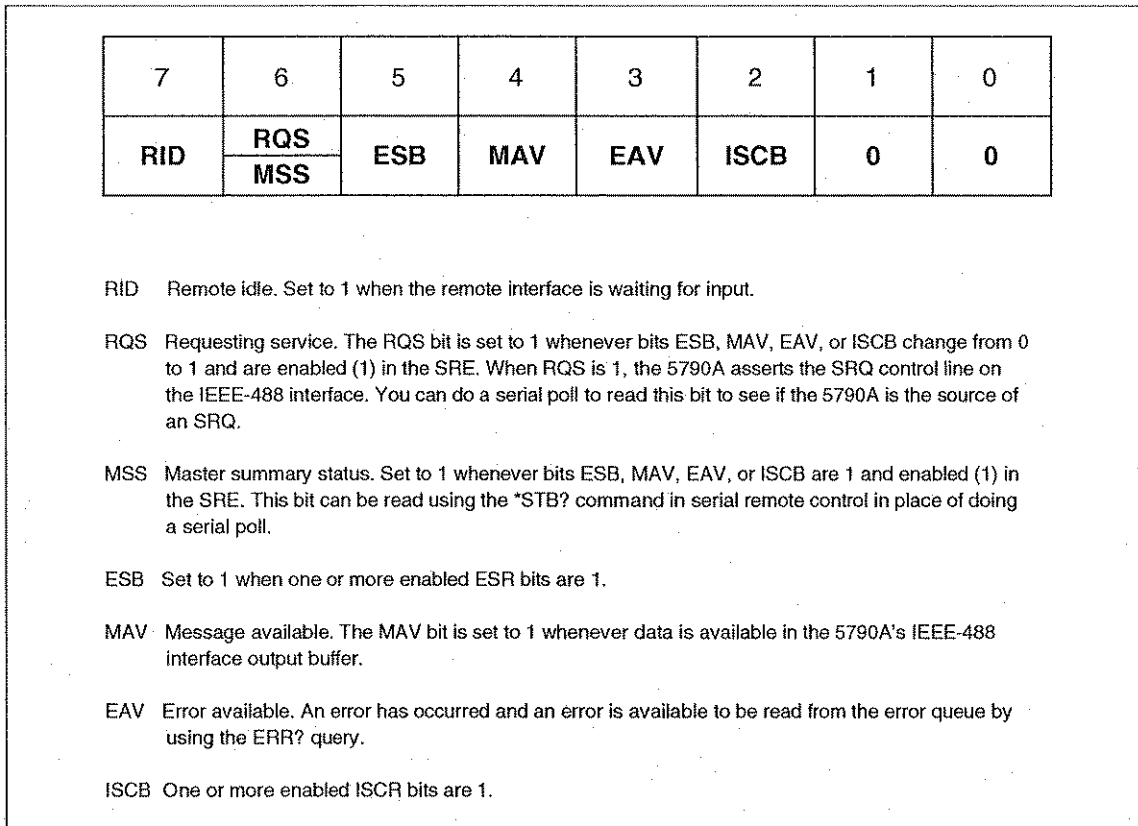 7 6 5 4 3 2 1 0
RID RQS ESB MAV EAV ISCB 0 0
MSS
RID Remote idle. Set to 1 when the remote interface is waiting for input.
RQS Requesting service. The RQS bit is set to 1 whenever bits ESB, MAV, EAV, or ISCB change from 0
to 1 and are enabled (1) in the SRE. When RQS is 1, the 5790A asserts the SRQ control line on
the IEEE-488 interface. You can do a serial poll to read this bit to see if the 5790A is the source of
an SRQ.
MSS Master summary status. Set to 1 whenever bits ESB, MAV, EAV, or ISCB are 1 and enabled (1) in
the SRE. This bit can be read using the *STB? command in serial remote control in place of doing
a serial poll.
ESB Set to 1 when one or more enabled ESR bits are 1.
MAV Message available. The MAV bit is set to 1 whenever data is available in the 5790A's IEEE-488
interface output buffer.
EAV Error available. An error has occurred and an error is available to be read from the error queue by
using the ERR? query.
ISCB One or more enabled ISCR bits are 1.